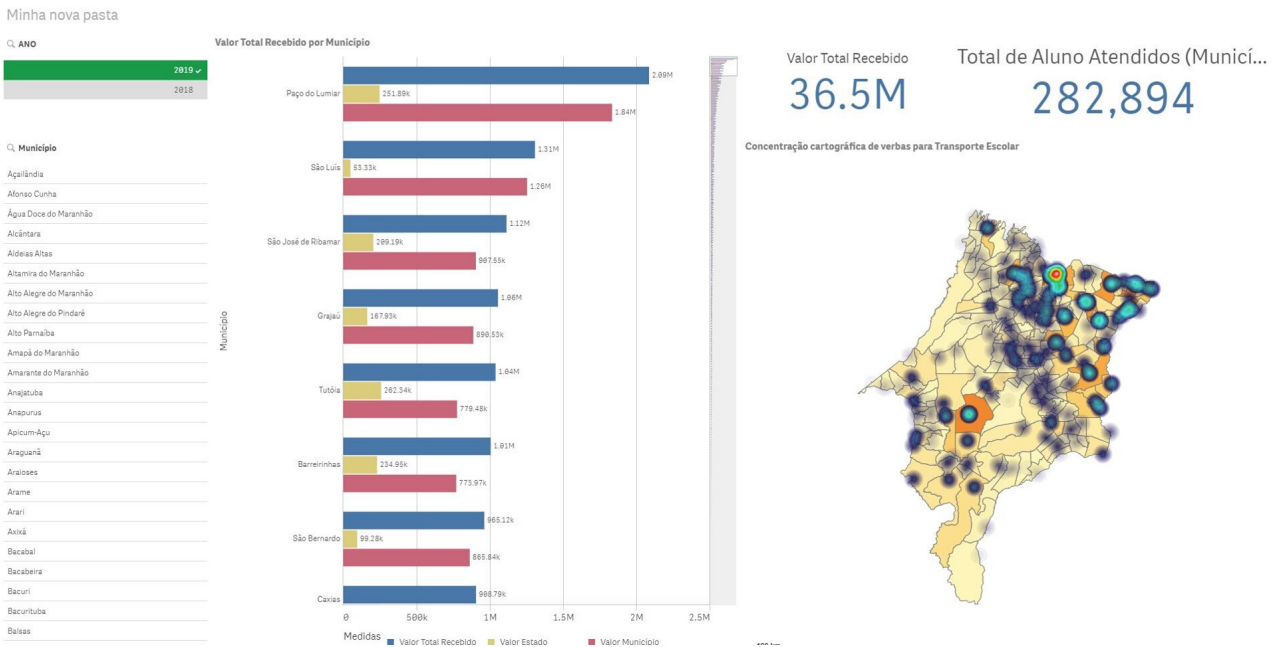 Minha nova pasta
ANO
2019
2018
Município
Açailândia
Afonso Cunha
Água Doce do Maranhão
Alcântara
Aldeias Altas
Altamira do Maranhão
Alto Alegre do Maranhão
Alto Alegre do Pindaré
Alto Parnaíba
Amapá do Maranhão
Amarante do Maranhão
Anajatuba
Anapurus
Apicum-Açu
Araguanã
Araioses
Arame
Arari
Axixá
Bacabal
Bacabeira
Bacuri
Bacurituba
Balsas
Valor Total Recebido por Município
Município
Paço do Lumiar
2.09M
251.89k
1.84M
São Luís
1.31M
53.33k
1.26M
São José de Ribamar
1.12M
209.19k
907.55k
Grajaú
1.06M
167.93k
890.53k
Tutóia
1.04M
262.34k
779.48k
Barreirinhas
1.01M
234.95k
773.97k
São Bernardo
965.12k
99.28k
865.84k
Caxias
908.79k
0 500k 1M 1.5M 2M 2.5M
Medidas Valor Total Recebido Valor Estado Valor Município
Valor Total Recebido
36.5M
Total de Aluno Atendidos (Municí...
282,894
Concentração cartográfica de verbas para Transporte Escolar